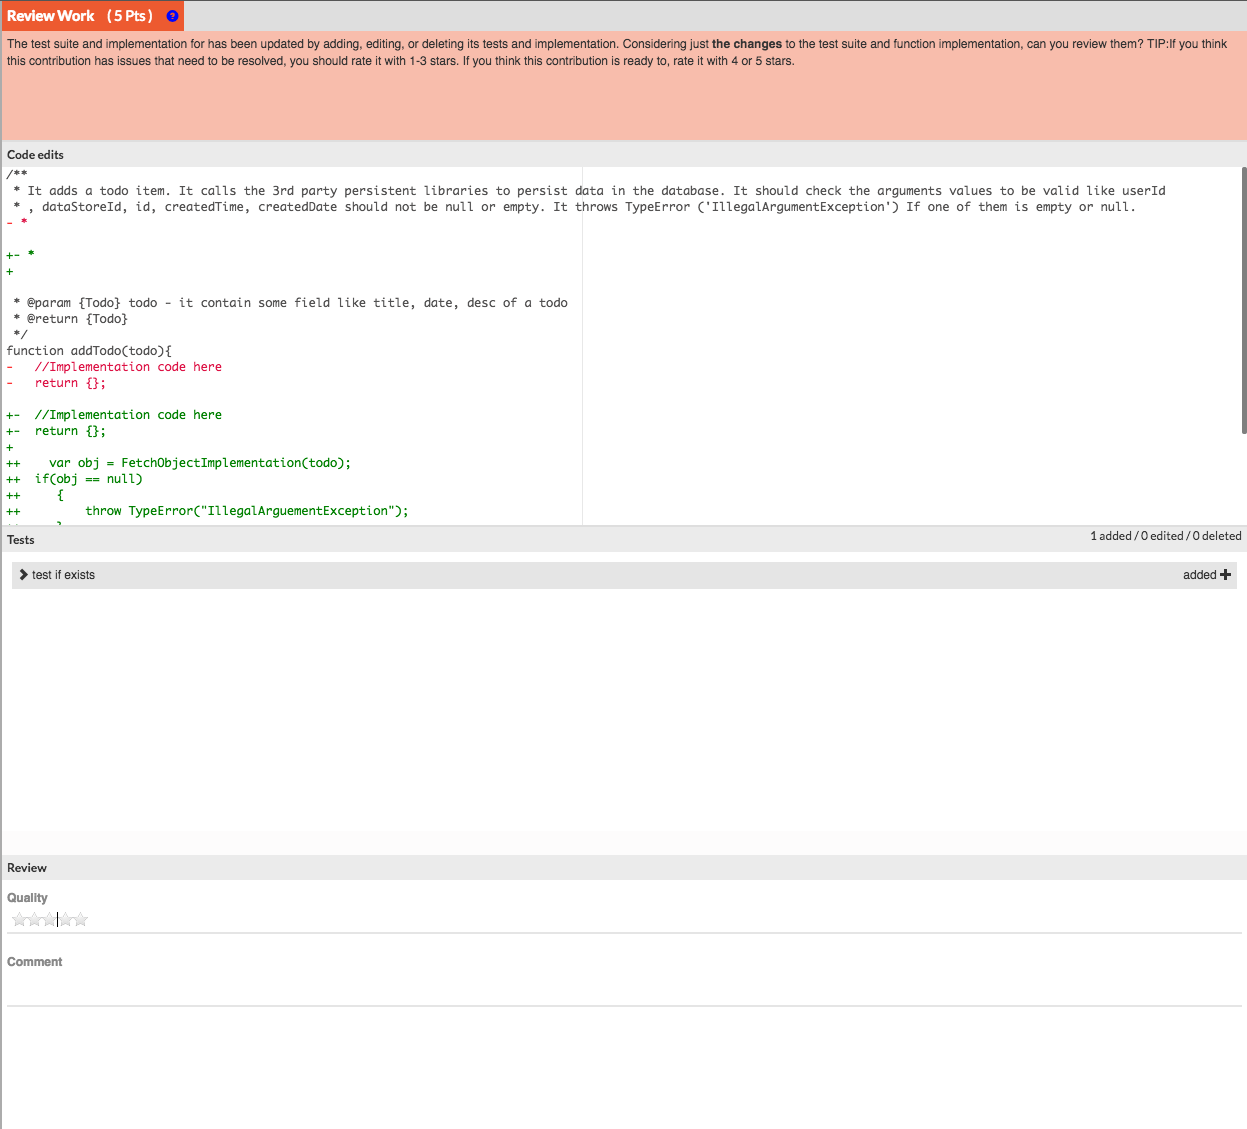 Review Work (5 Pts) ?
The test suite and implementation for has been updated by adding, editing, or deleting its tests and implementation. Considering just the changes to the test suite and function implementation, can you review them? TIP:If you think
this contribution has issues that need to be resolved, you should rate it with 1-3 stars. If you think this contribution is ready to, rate it with 4 or 5 stars.
Code edits
/**
* It adds a todo item. It calls the 3rd party persistent libraries to persist data in the database. It should check the arguments values to be valid like userId
* , dataStoreId, id, createdTime, createdDate should not be null or empty. It throws TypeError ('IllegalArgumentException') If one of them is empty or null.
- *
+- *
+
* @param {Todo} todo - it contain some field like title, date, desc of a todo
* @return {Todo}
*/
function addTodo(todo){
- //Implementation code here
- return {};
+- //Implementation code here
+- return {};
+
++ var obj = FetchObjectImplementation(todo);
++ if(obj == null)
++ {
++ throw TypeError("IllegalArguementException");
Tests
1 added / 0 edited / 0 deleted
test if exists
added
Review
Quality
Comment